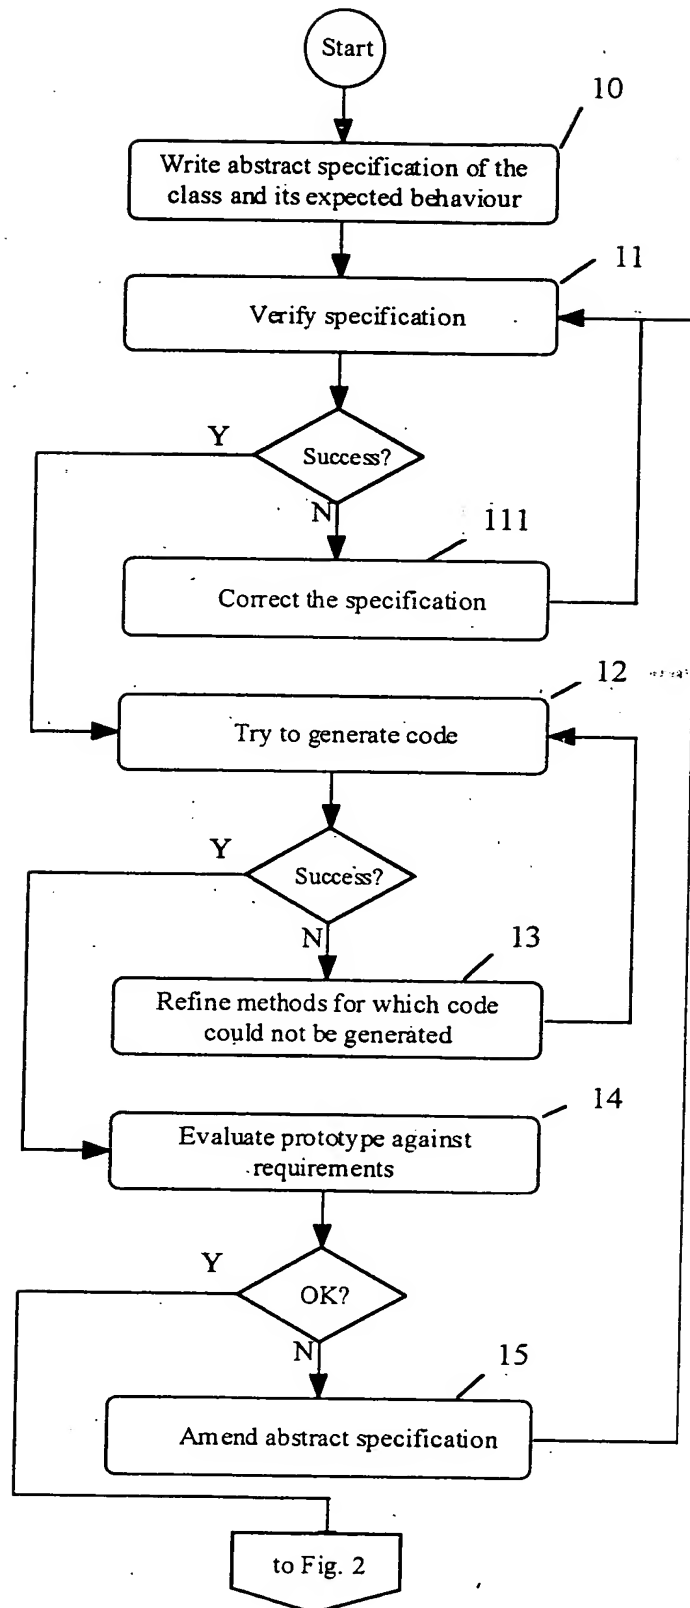 Start
10
Write abstract specification of the
class and its expected behaviour
11
Verify specification
Y
Success?
N
111
Correct the specification
12
Try to generate code
Y
Success?
N
13
Refine methods for which code
could not be generated
14
Evaluate prototype against
requirements
Y
OK?
N
15
Amend abstract specification
to Fig. 2